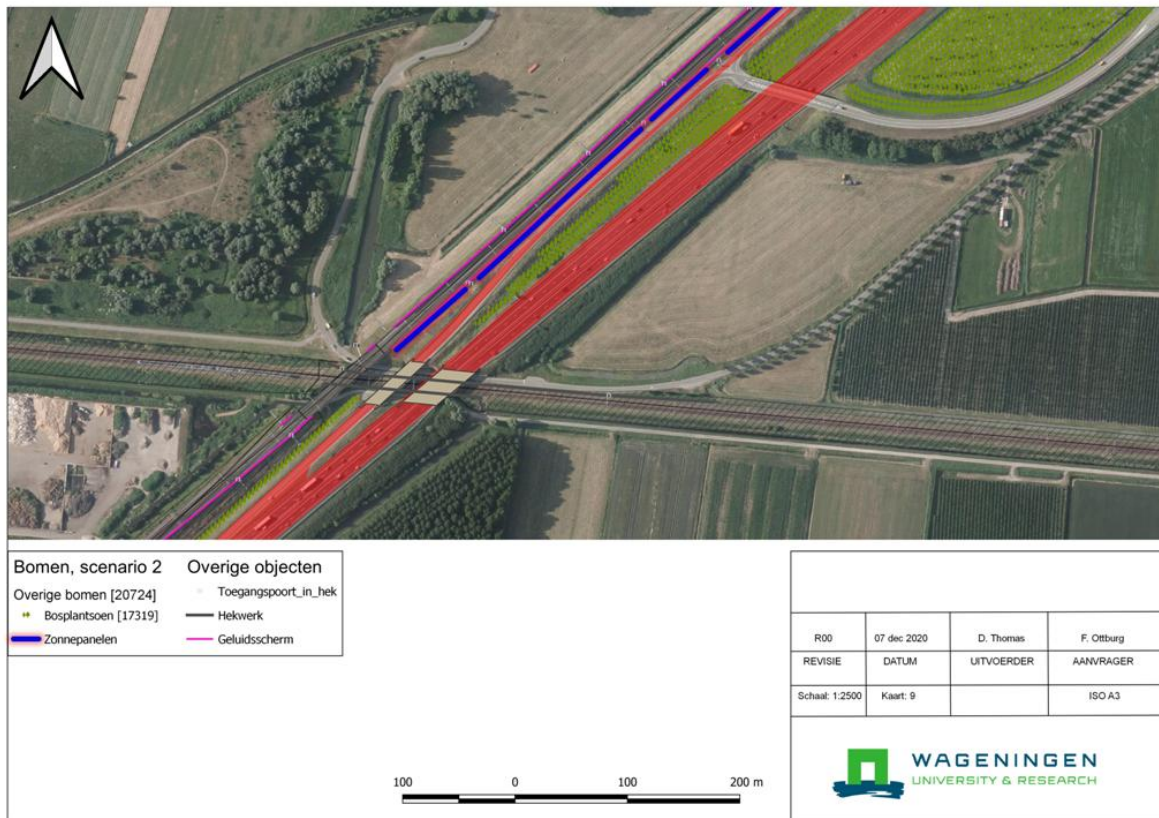 Bomen, scenario 2
Overige bomen [20724]
Bosplantsoen [17319]
Zonnepanelen
Overige objecten
Toegangspoort_in_hek
Hekwerk
Geluidsscherm
100 0 100 200 m
R00 07 dec 2020 D. Thomas F. Ottburg
REVISIE DATUM UITVOERDER AANVRAGER
Schaal: 1:2500 Kaart: 9 ISO A3
WAGENINGEN
UNIVERSITY & RESEARCH